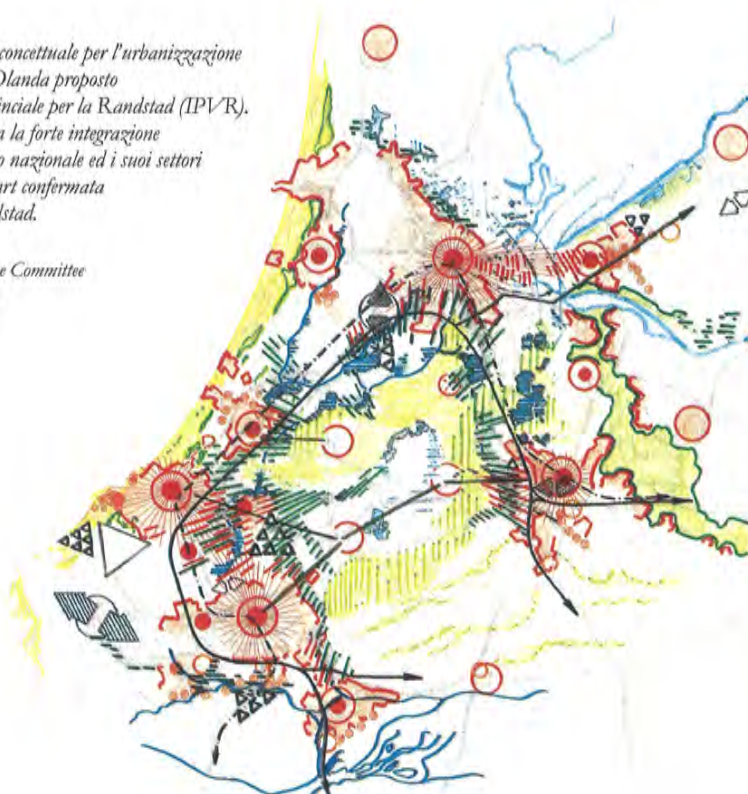 concettuale per l'urbanizzazione
Olanda proposto
inciale per la Randstad (IPVR).
a la forte integrazione
o nazionale ed i suoi settori
art confermata
dstad.
e Committee